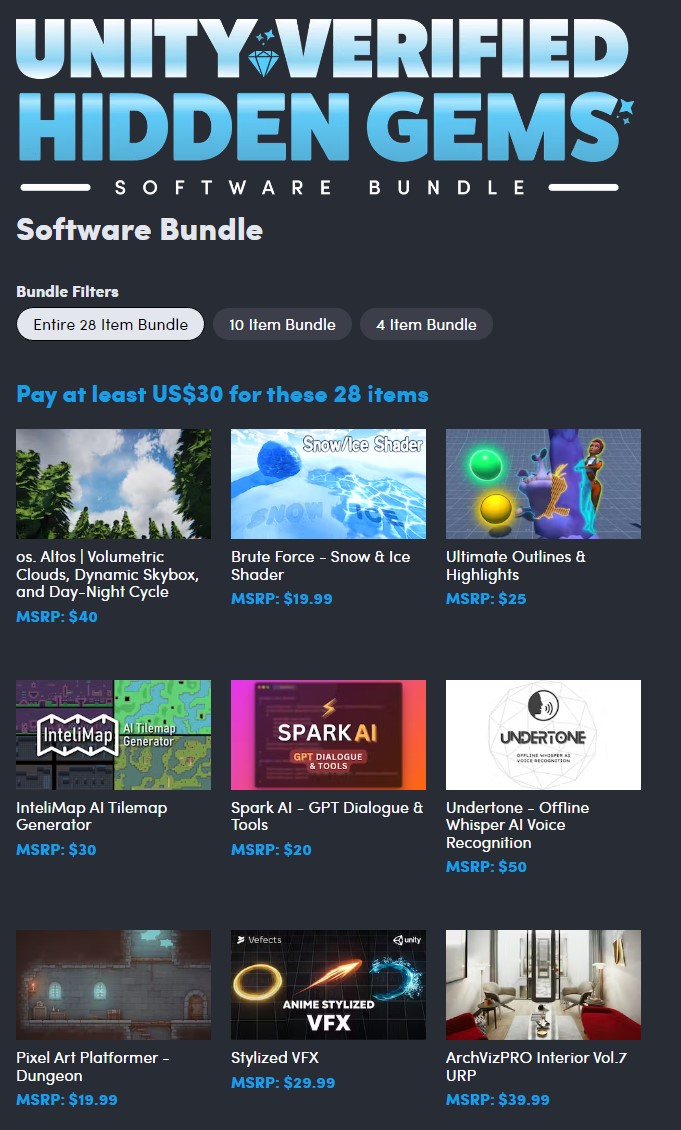 UNITY VERIFIED
HIDDEN GEMS
SOFTWARE BUNDLE
Software Bundle
Bundle Filters
Entire 28 Item Bundle
10 Item Bundle
4 Item Bundle
Pay at least US$30 for these 28 items
Snow/Ice Shader
SNOW ICE
os. Altos | Volumetric
Clouds, Dynamic Skybox,
and Day-Night Cycle
MSRP: $40
Brute Force - Snow & Ice
Shader
MSRP: $19.99
Ultimate Outlines &
Highlights
MSRP: $25
InteliMap
AI Tilemap
Generator
SPARK AI
GPT DIALOGUE
& TOOLS
UNDERTONE
OFFLINE WHISPER AI
VOICE RECOGNITION
InteliMap AI Tilemap
Generator
MSRP: $30
Spark AI - GPT Dialogue &
Tools
MSRP: $20
Undertone - Offline
Whisper AI Voice
Recognition
MSRP: $50
Vefects
unity
ANIME STYLIZED
VFX
Pixel Art Platformer -
Dungeon
MSRP: $19.99
Stylized VFX
MSRP: $29.99
ArchVizPRO Interior Vol.7
URP
MSRP: $39.99